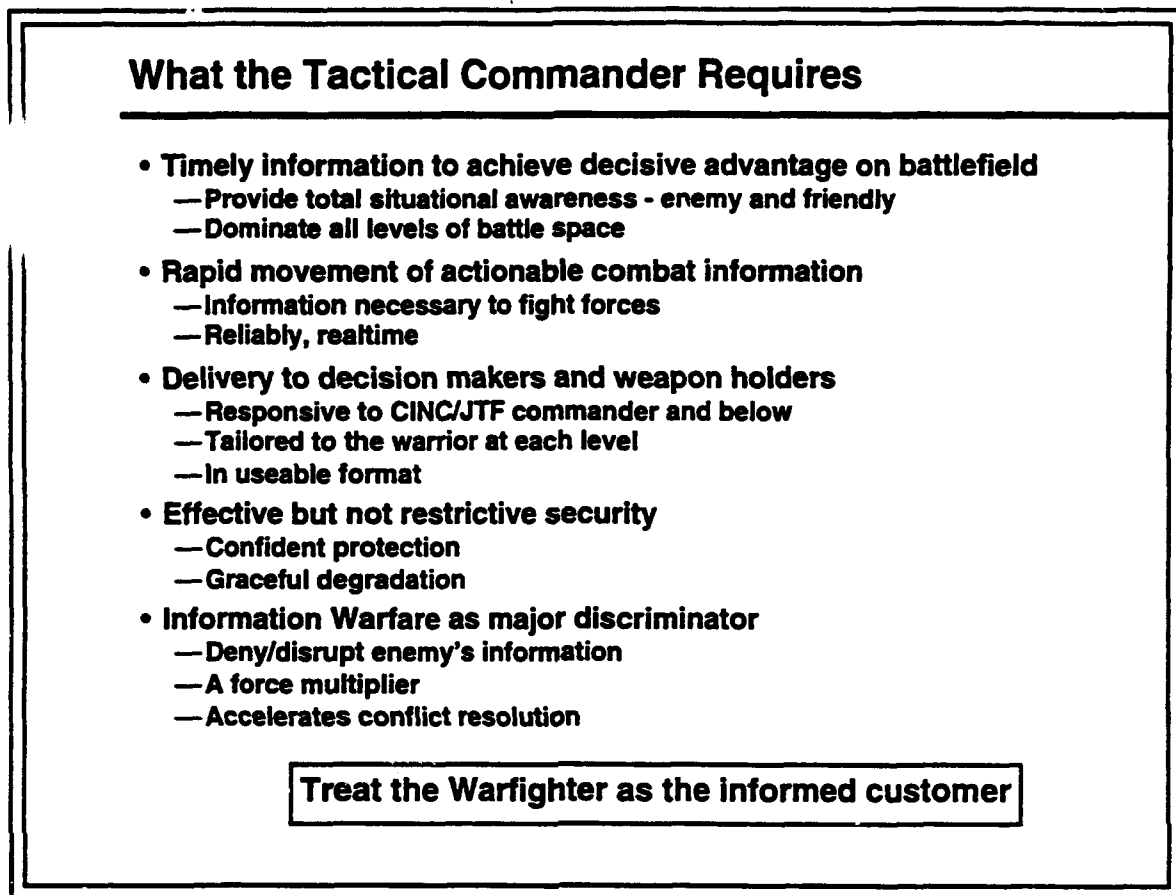 What the Tactical Commander Requires
• Timely information to achieve decisive advantage on battlefield
—Provide total situational awareness - enemy and friendly
—Dominate all levels of battle space
• Rapid movement of actionable combat information
—Information necessary to fight forces
—Reliably, realtime
• Delivery to decision makers and weapon holders
—Responsive to CINC/JTF commander and below
—Tailored to the warrior at each level
—In useable format
• Effective but not restrictive security
—Confident protection
—Graceful degradation
• Information Warfare as major discriminator
—Deny/disrupt enemy's information
—A force multiplier
—Accelerates conflict resolution
Treat the Warfighter as the informed customer